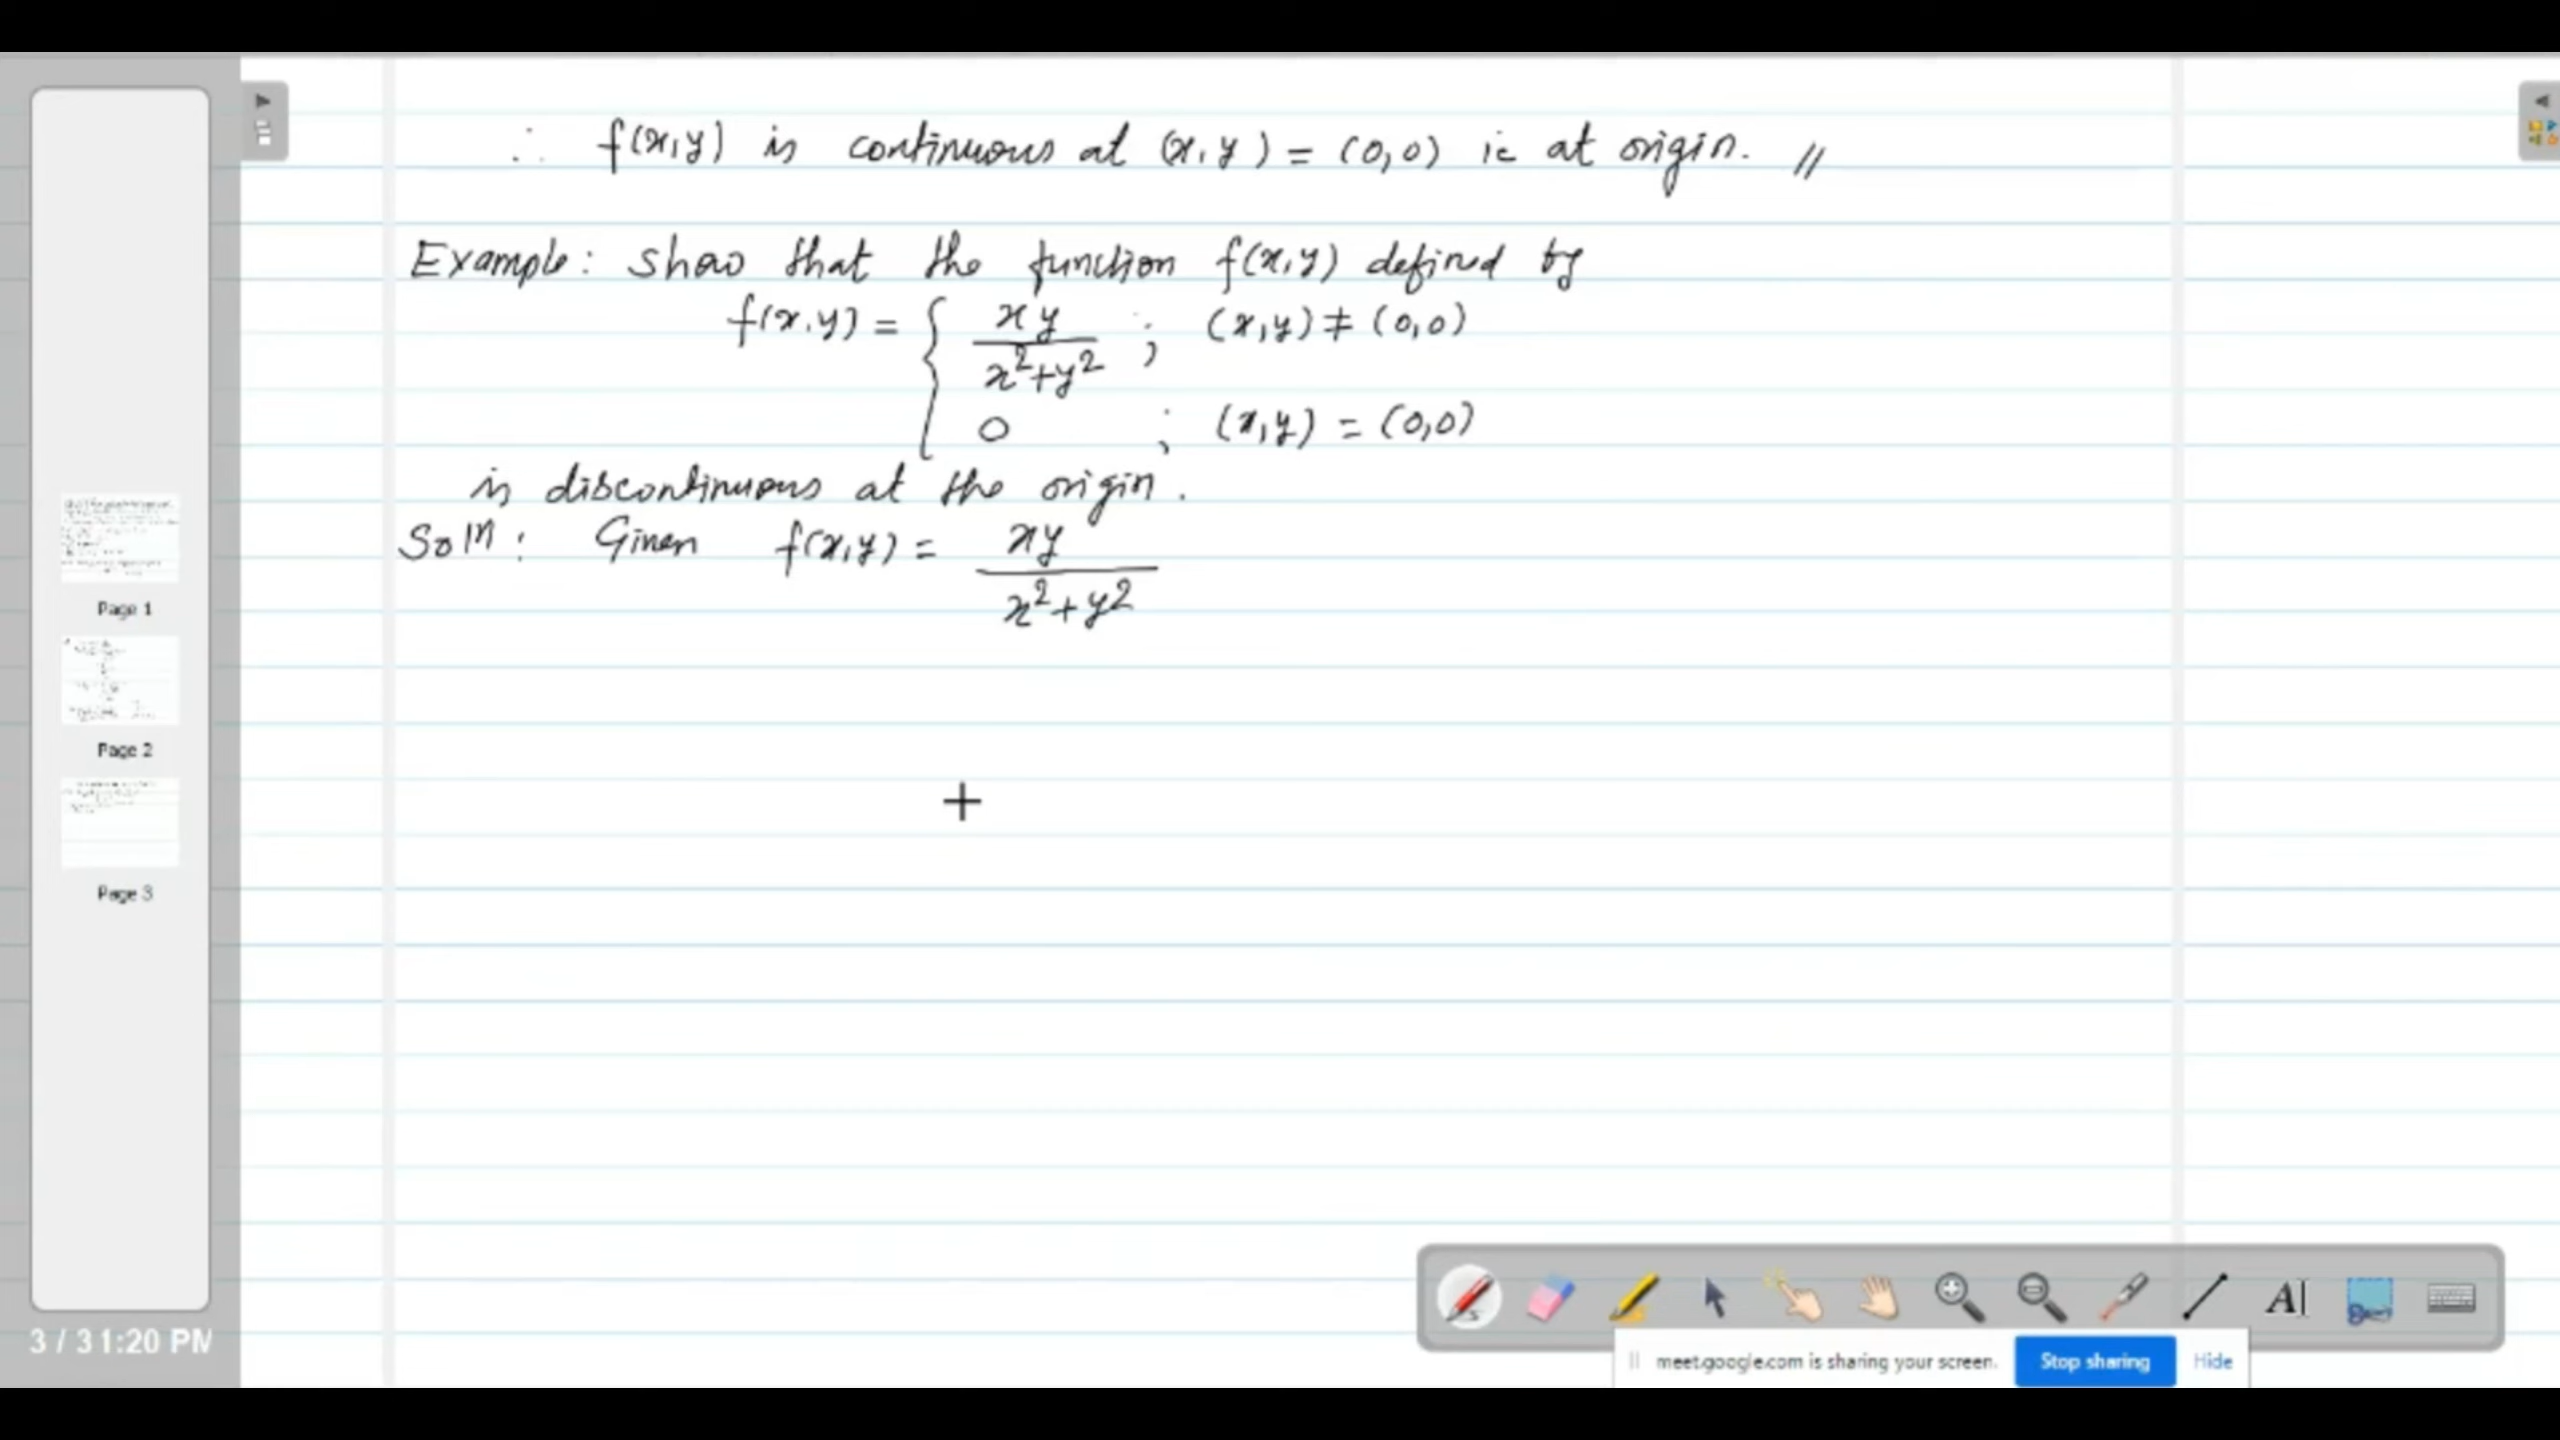 ∴ f(x,y) is continuous at (x,y) = (0,0) ie at origin. //
Example: show that the function f(x,y) defined by
f(x,y) = { xy / x²+y² ; (x,y) ≠ (0,0)
0 ; (x,y) = (0,0)
is discontinuous at the origin.
Soln: Given f(x,y) = xy / x²+y²
Page 1
Page 2
Page 3
3 / 31:20 PM
A
meet.google.com is sharing your screen. Stop sharing Hide